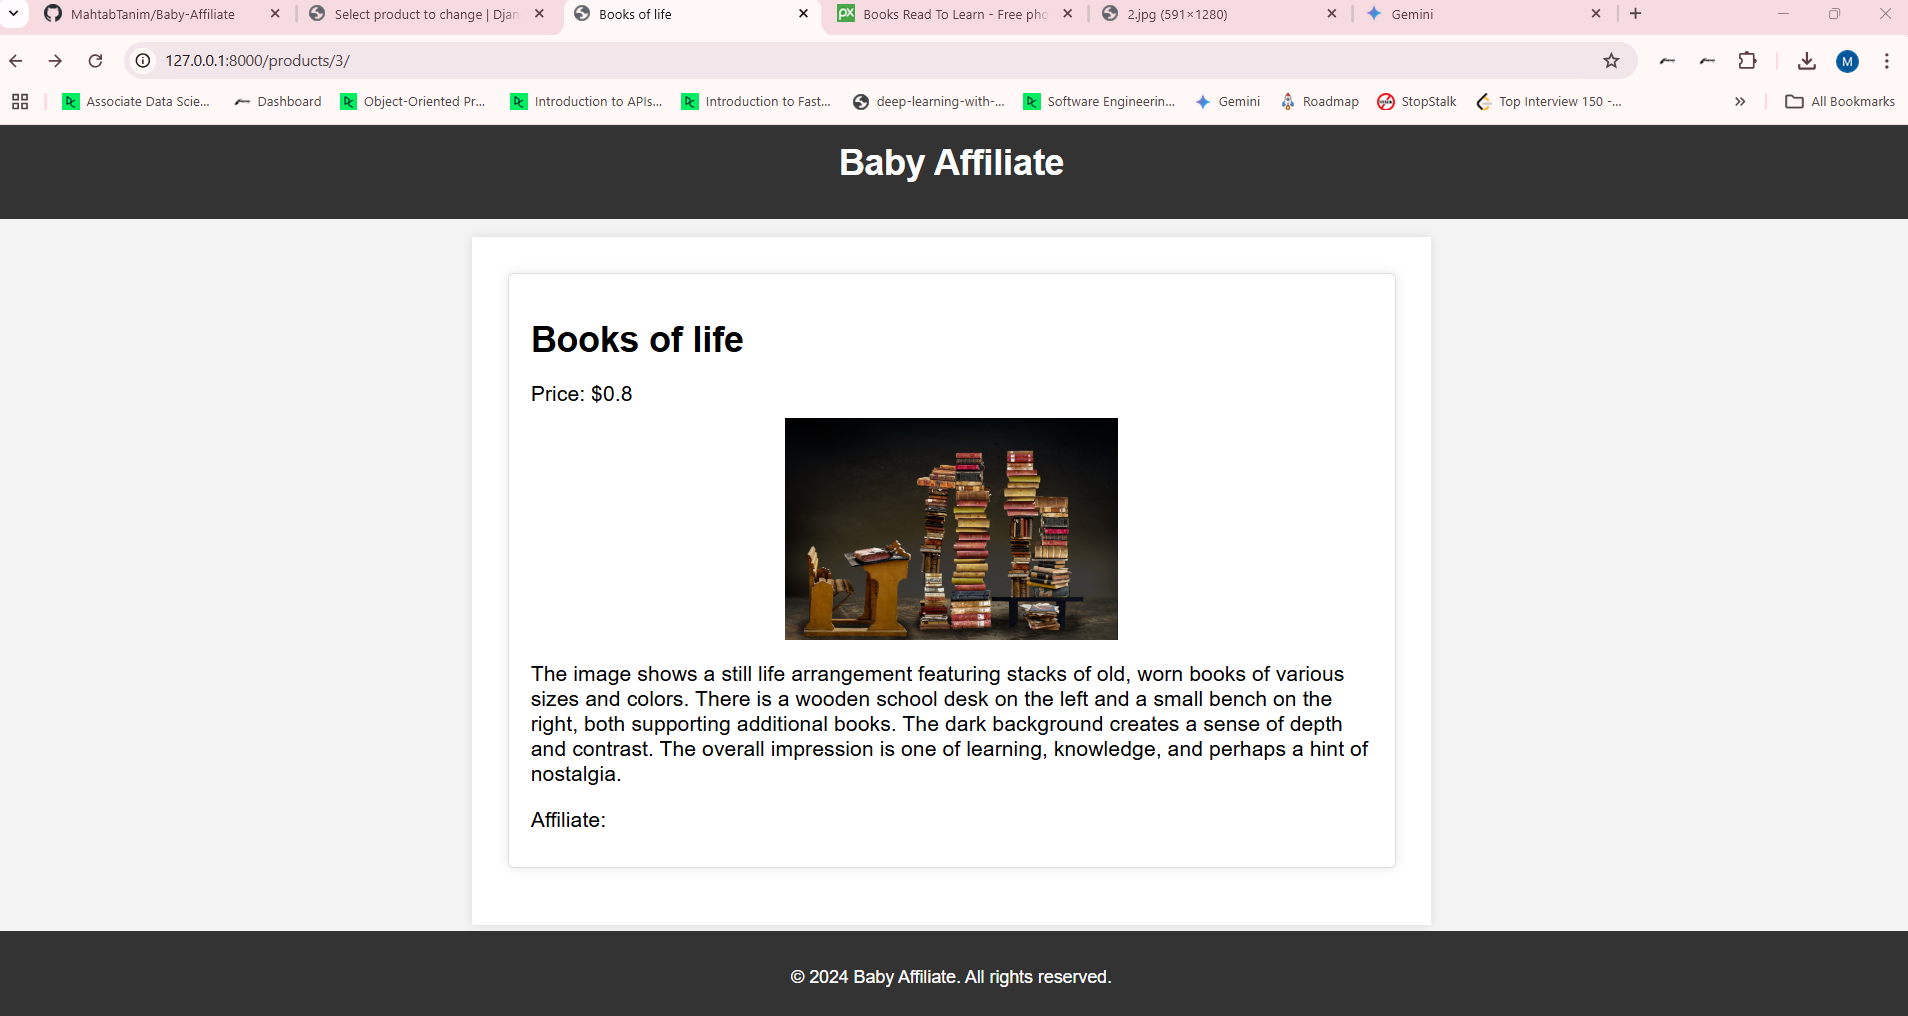 MahtabTanim/Baby-Affiliate
Select product to change | Djan
Books of life
Books Read To Learn - Free pho
2.jpg (591×1280)
Gemini
127.0.0.1:8000/products/3/
M
Associate Data Scie...
Dashboard
Object-Oriented Pr...
Introduction to APIs...
Introduction to Fast...
deep-learning-with-...
Software Engineerin...
Gemini
Roadmap
StopStalk
Top Interview 150 -...
All Bookmarks
Baby Affiliate
Books of life
Price: $0.8
The image shows a still life arrangement featuring stacks of old, worn books of various
sizes and colors. There is a wooden school desk on the left and a small bench on the
right, both supporting additional books. The dark background creates a sense of depth
and contrast. The overall impression is one of learning, knowledge, and perhaps a hint of
nostalgia.
Affiliate:
© 2024 Baby Affiliate. All rights reserved.